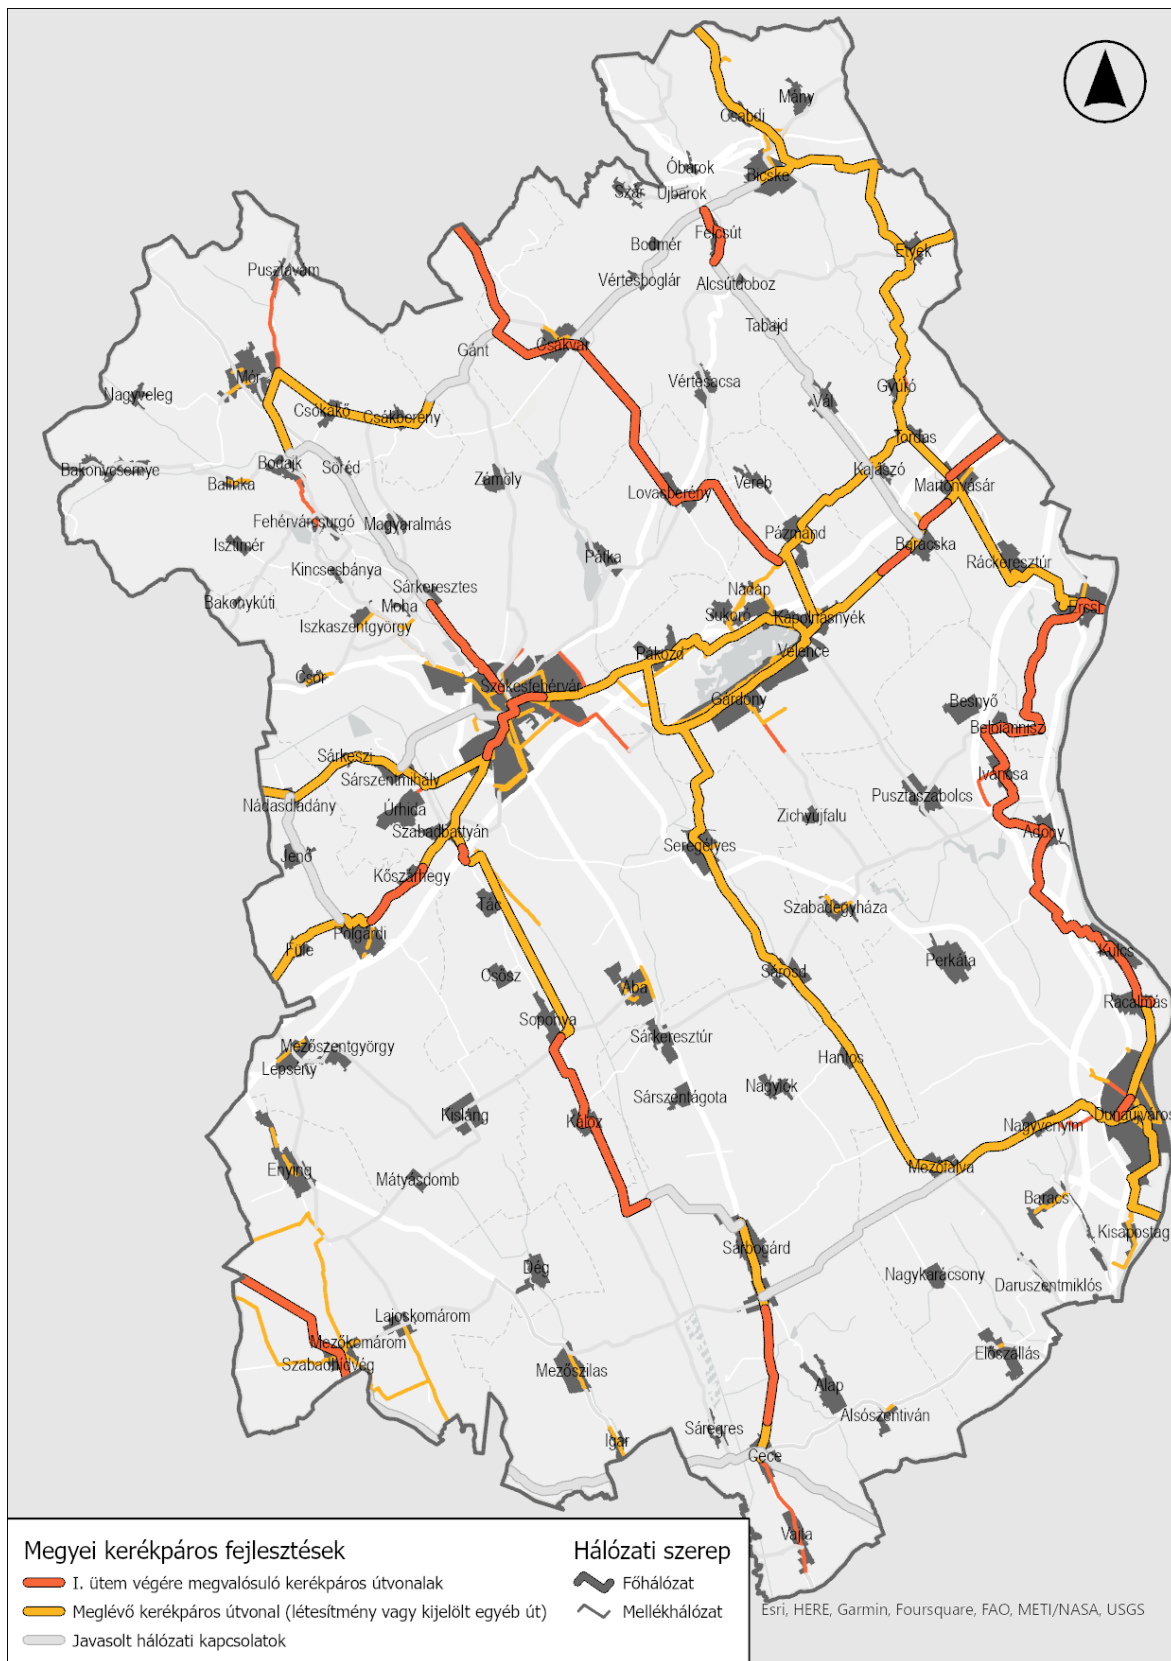 Mány
Csabdi
Óbarok
Bicske
Szár
Újbarok
Felcsút
Bodmér
Etyek
Pusztavám
Vértesboglár
Alcsútdoboz
Tabajd
Csákvár
Gánt
Mór
Vértesacsa
Gyúró
Nagyveleg
Csókakő
Csákberény
Vál
Tordas
Bodajk
Söréd
Kajászó
Bakonycsernye
Balinka
Zámoly
Lovasberény
Vereb
Martonvásár
Fehérvárcsurgó
Magyaralmás
Pázmánd
Baracska
Isztimér
Pátka
Ráckeresztúr
Kincsesbánya
Sárkeresztes
Nadap
Bakonykúti
Moha
Sukoró
Kápolnásnyék
Ercsi
Iszkaszentgyörgy
Pákozd
Velence
Csór
Székesfehérvár
Gárdony
Besnyő
Beloiannisz
Sárkeszi
Sárszentmihály
Iváncsa
Nádasdladány
Úrhida
Pusztaszabolcs
Zichyújfalu
Szabadbattyán
Seregélyes
Adony
Jenő
Kőszárhegy
Tác
Szabadegyháza
Polgárdi
Füle
Kulcs
Csősz
Aba
Sárosd
Perkáta
Rácalmás
Soponya
Sárkeresztúr
Mezőszentgyörgy
Hantos
Lepsény
Nagylók
Sárszentágota
Kisláng
Káloz
Nagyvenyim
Dunaújváros
Enying
Mátyásdomb
Mezőfalva
Baracs
Kisapostag
Sárbogárd
Dég
Nagykarácsony
Daruszentmiklós
Lajoskomárom
Mezőkomárom
Szabadhídvég
Előszállás
Mezőszilas
Alap
Alsószentiván
Sáregres
Igar
Cece
Vajta
Megyei kerékpáros fejlesztések
I. ütem végére megvalósuló kerékpáros útvonalak
Meglévő kerékpáros útvonal (létesítmény vagy kijelölt egyéb út)
Javasolt hálózati kapcsolatok
Hálózati szerep
Főhálózat
Mellékhálózat
Esri, HERE, Garmin, Foursquare, FAO, METI/NASA, USGS